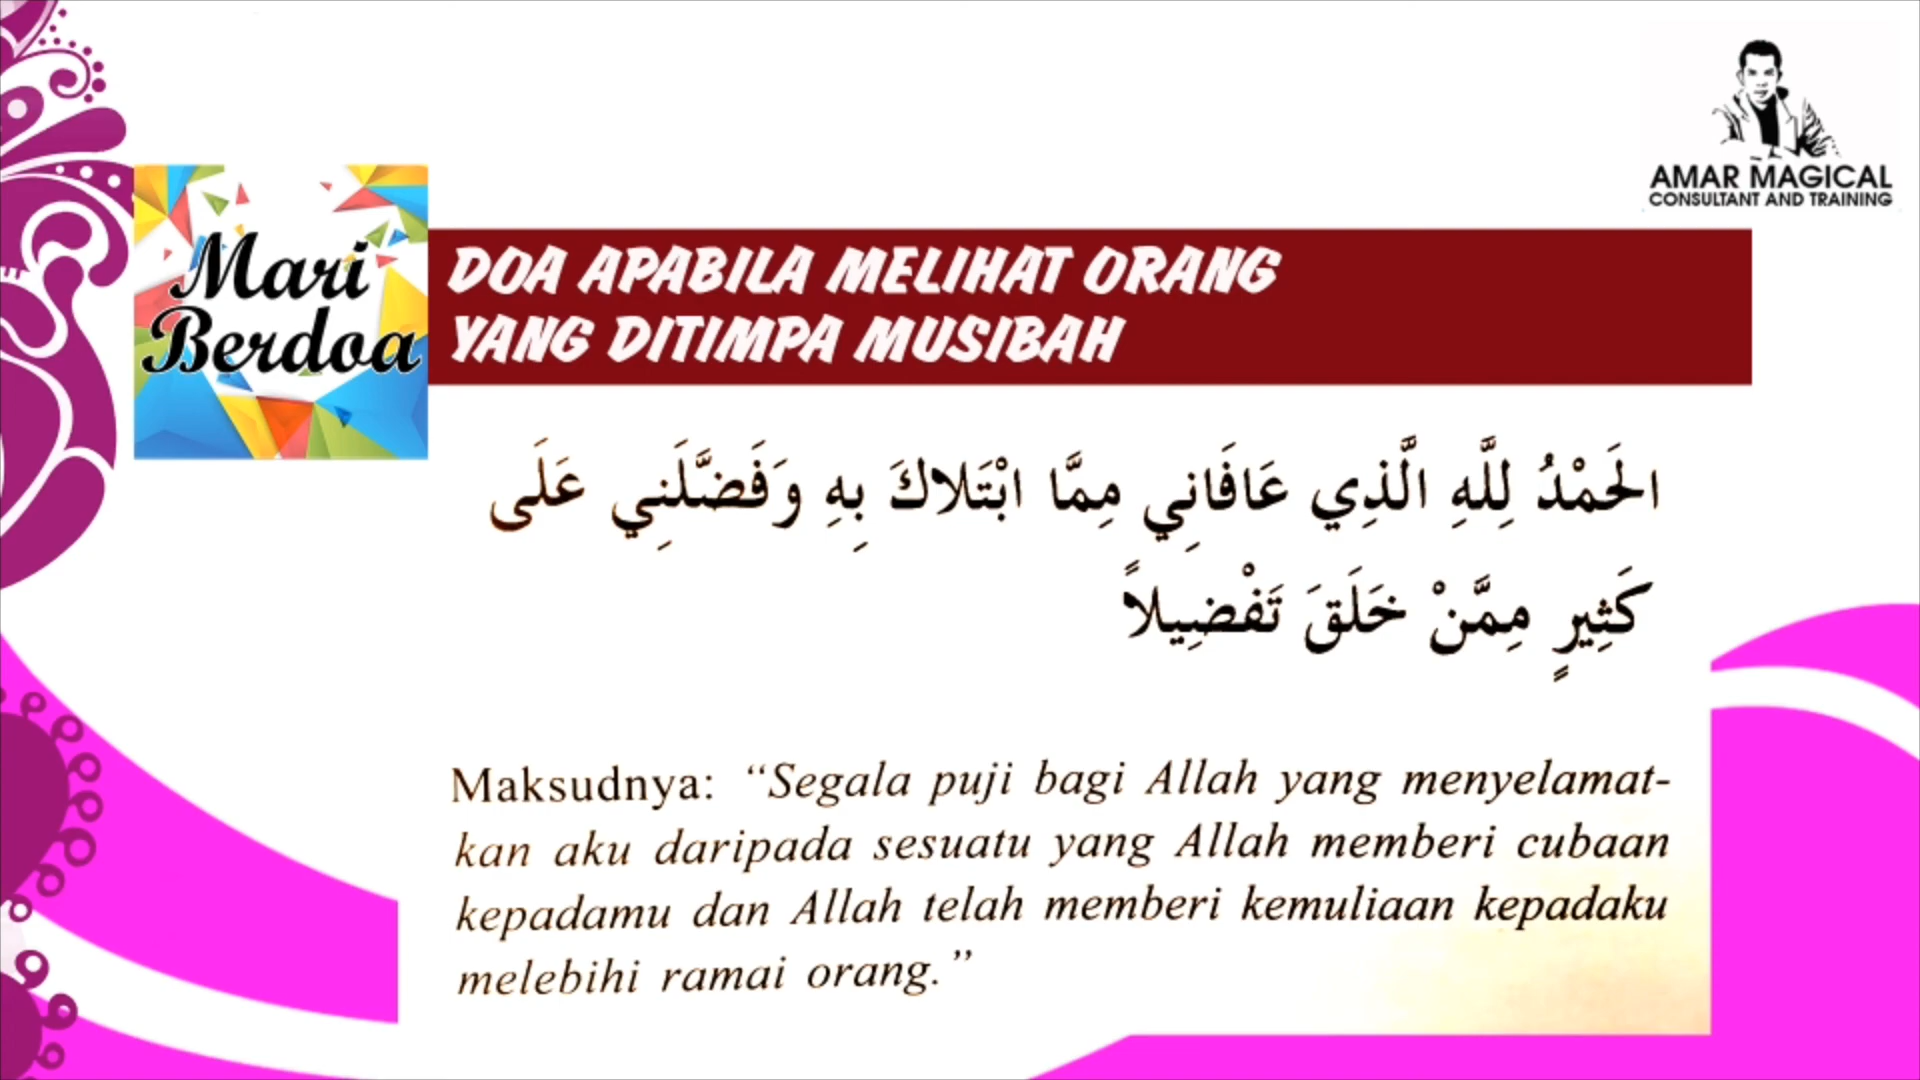 AMAR MAGICAL
CONSULTANT AND TRAINING
Mari
Berdoa
DOA APABILA MELIHAT ORANG
YANG DITIMPA MUSIBAH
الحَمْدُ لِلَّهِ الَّذِي عَافَانِي مِمَّا ابْتَلاكَ بِهِ وَفَضَّلَنِي عَلَى
كَثِيرٍ مِمَّنْ خَلَقَ تَفْضِيلاً
Maksudnya: “Segala puji bagi Allah yang menyelamat-
kan aku daripada sesuatu yang Allah memberi cubaan
kepadamu dan Allah telah memberi kemuliaan kepadaku
melebihi ramai orang.”